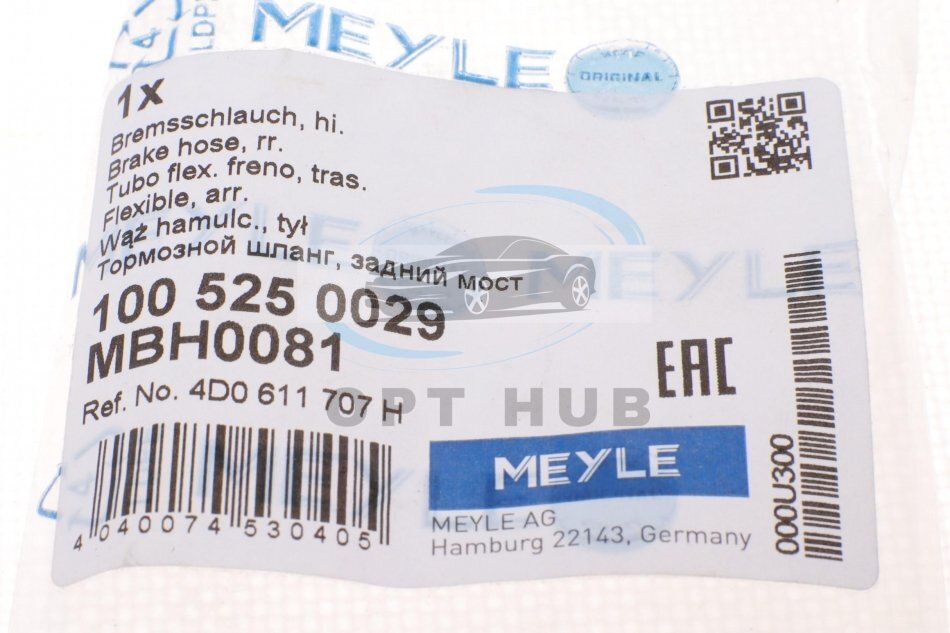 LDP
MEYLE
ORIGINAL
1x
Bremsschlauch, hi.
Brake hose, rr.
Tubo flex. freno, tras.
Flexible, arr.
Wąż hamulc., tył
Тормозной шланг, задний мост
100 525 0029
MBH0081
Ref. No. 4D0 611 707 H
4 040074 530405
MEYLE
OPT HUB
EAC
MEYLE
MEYLE AG
Hamburg 22143, Germany
000U300